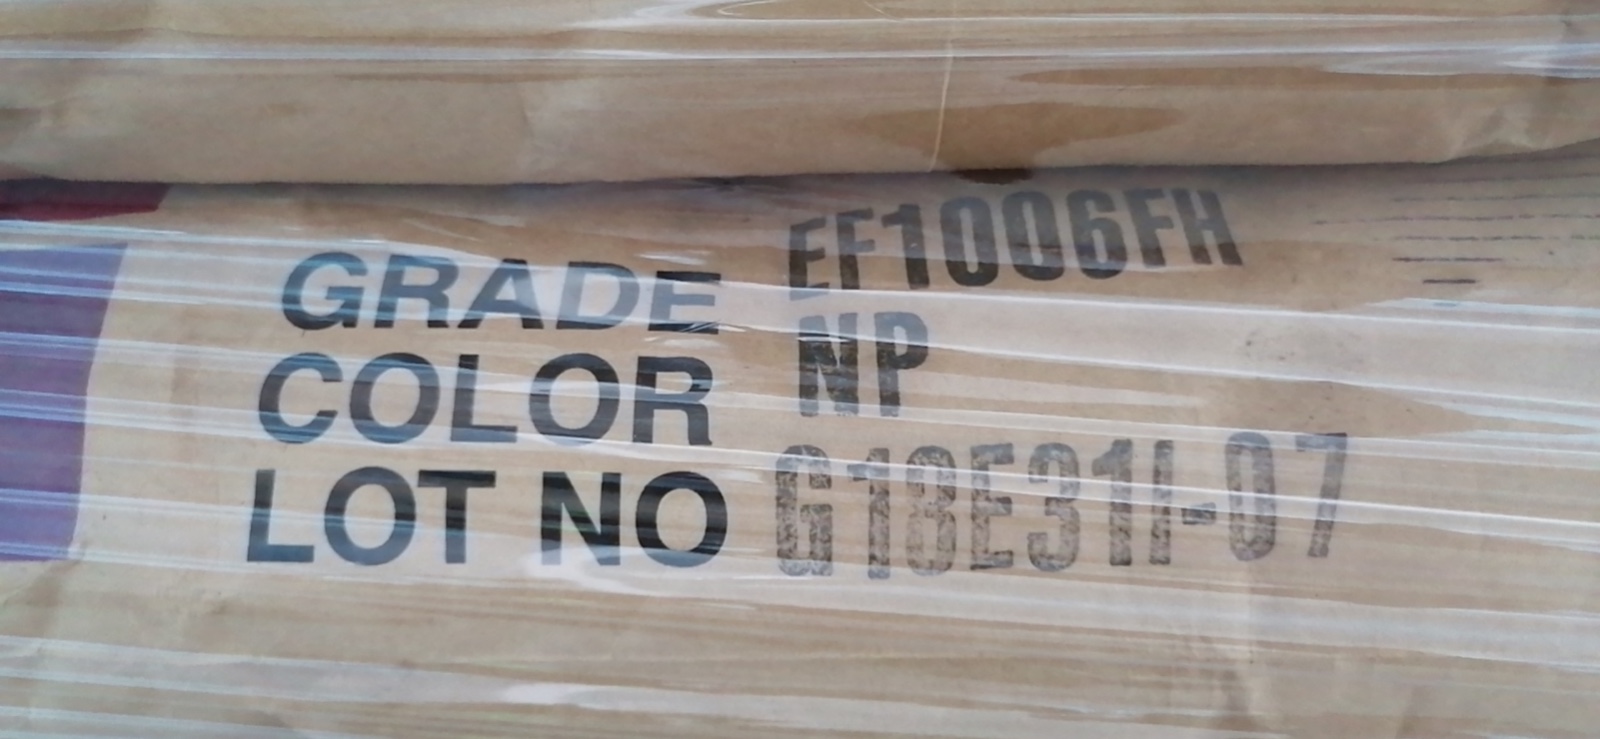 GRADE EF1006FH
COLOR NP
LOT NO G18E31I-07